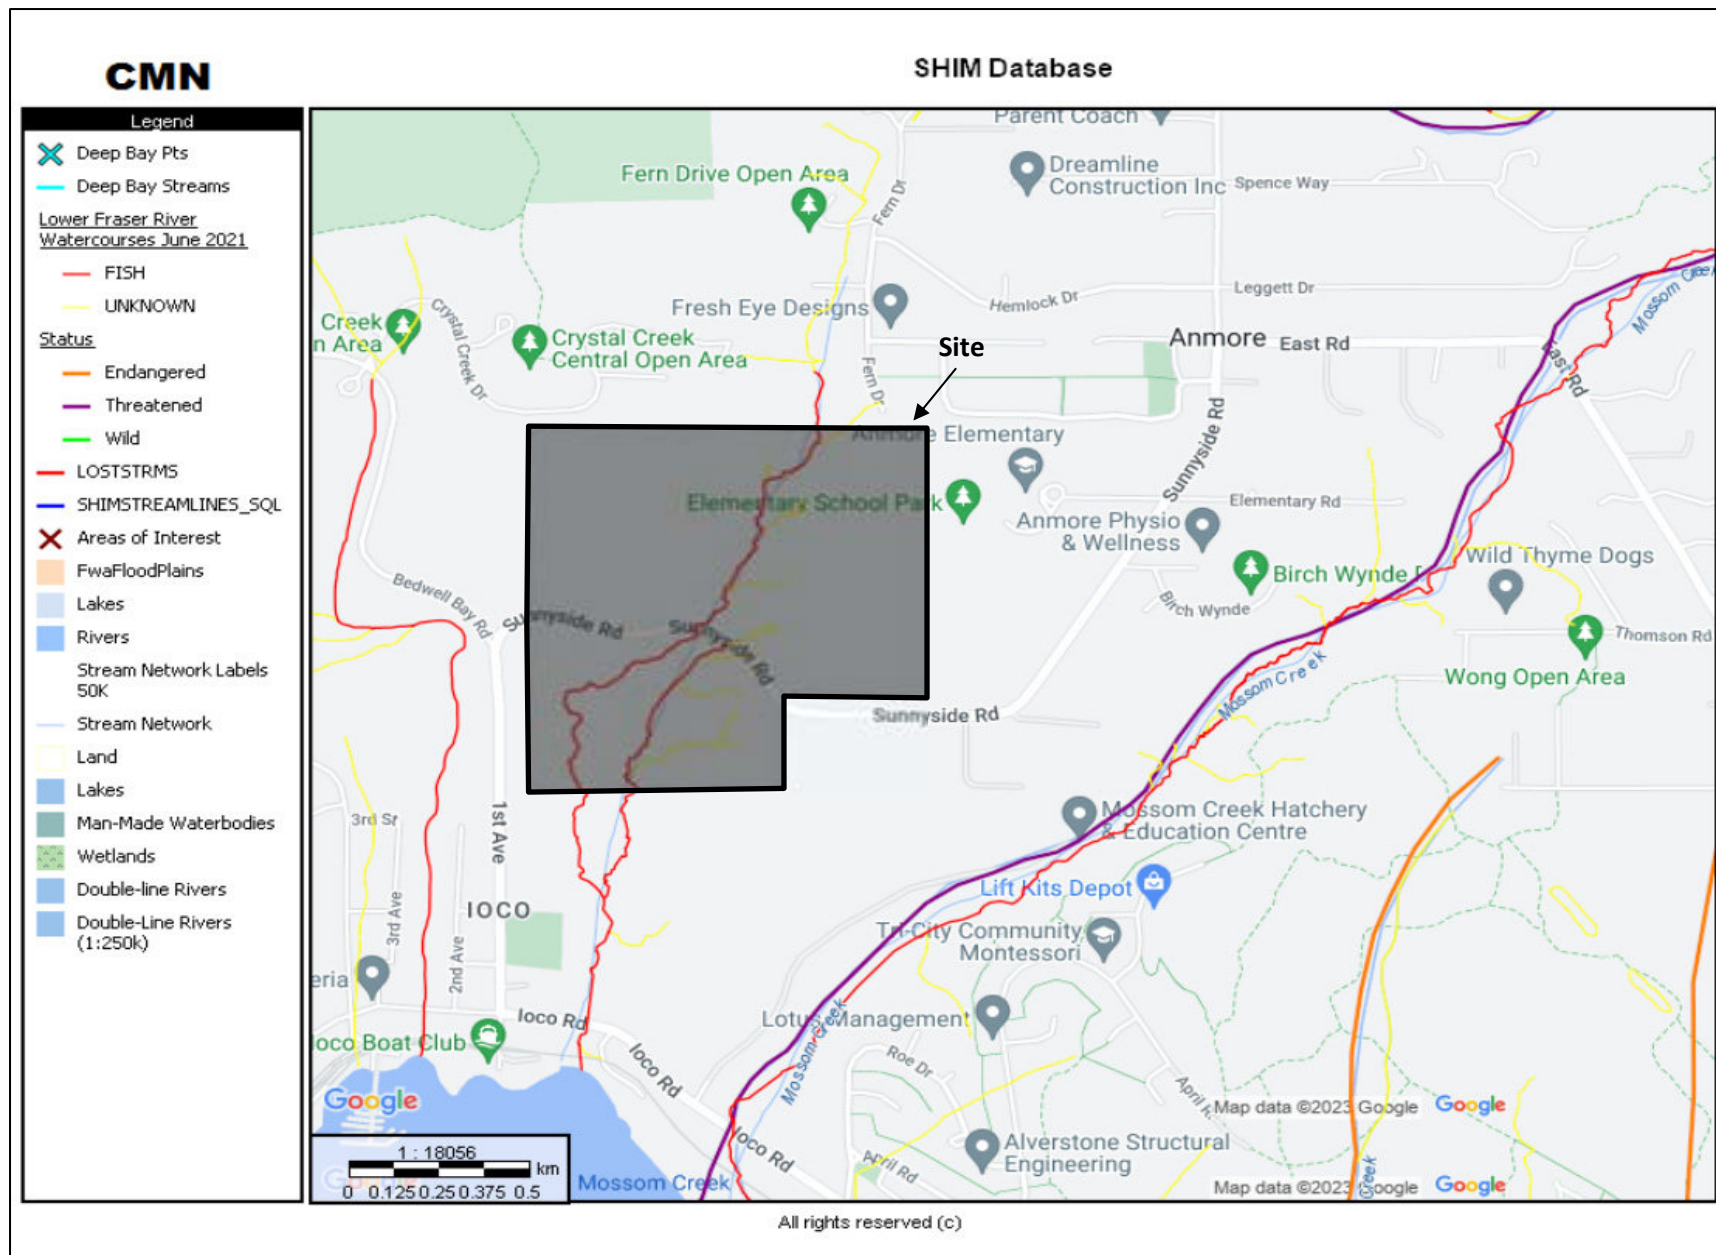 CMN
SHIM Database
Legend
Deep Bay Pts
Deep Bay Streams
Lower Fraser River
Watercourses June 2021
FISH
UNKNOWN
Status
Endangered
Threatened
Wild
LOSTSTRMS
SHIMSTREAMLINES_SQL
Areas of Interest
FwaFloodPlains
Lakes
Rivers
Stream Network Labels
50K
Stream Network
Land
Lakes
Man-Made Waterbodies
Wetlands
Double-line Rivers
Double-Line Rivers
(1:250k)
Parent Coach
Dreamline
Construction Inc
Spence Way
Fern Drive Open Area
Fern Dr
Leggett Dr
Hemlock Dr
Fresh Eye Designs
Mossom Creek
Mossom Creek
Creek
n Area
Crystal Creek Dr
Crystal Creek
Central Open Area
Anmore
East Rd
East Rd
Site
Fern Dr
Anmore Elementary
Sunnyside Rd
Elementary School Park
Elementary Rd
Anmore Physio
& Wellness
Wild Thyme Dogs
Birch Wynde
Birch Wynde
Bedwell Bay Rd
Sunnyside Rd
Sunnyside Rd
Thomson Rd
Wong Open Area
Mossom Creek
Sunnyside Rd
1st Ave
3rd St
Mossom Creek Hatchery
& Education Centre
Lift Kits Depot
IOCO
3rd Ave
2nd Ave
Tri-City Community
Montessori
eria
Ioco Rd
Lotus Management
Mossom Creek
Ioco Boat Club
Ioco Rd
Roe Dr
April R
Google
Map data ©2023 Google
Google
Ioco Rd
Alverstone Structural
Engineering
April Rd
Creek
1 : 18056
km
0 0.125 0.25 0.375 0.5
Mossom Creek
Map data ©2023 Google
Google
All rights reserved (c)